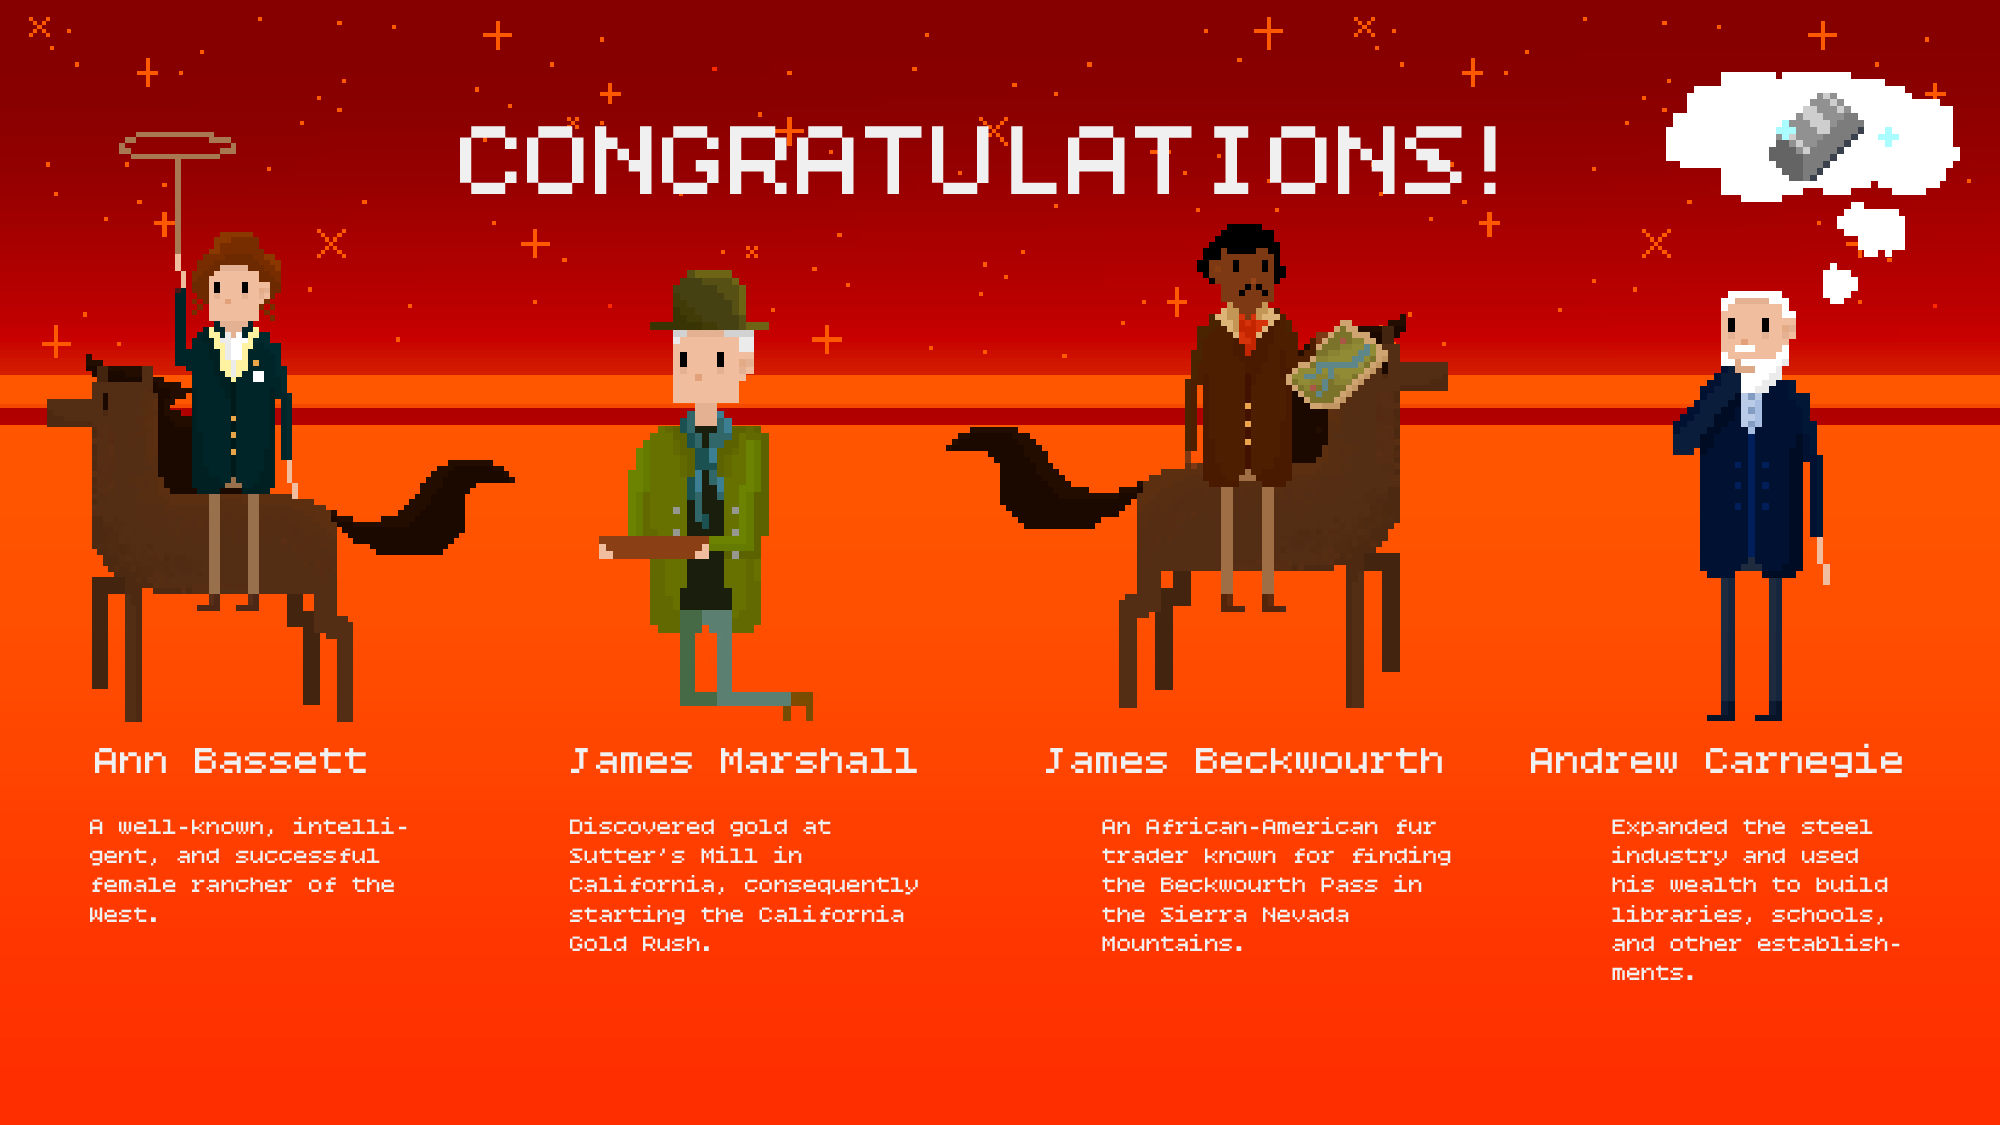 CONGRATULATIONS!
Ann Bassett
A well-known, intelli-
gent, and successful
female rancher of the
West.
James Marshall
Discovered gold at
Sutter's Mill in
California, consequently
starting the California
Gold Rush.
James Beckwourth
An African-American fur
trader known for finding
the Beckwourth Pass in
the Sierra Nevada
Mountains.
Andrew Carnegie
Expanded the steel
industry and used
his wealth to build
libraries, schools,
and other establish-
ments.